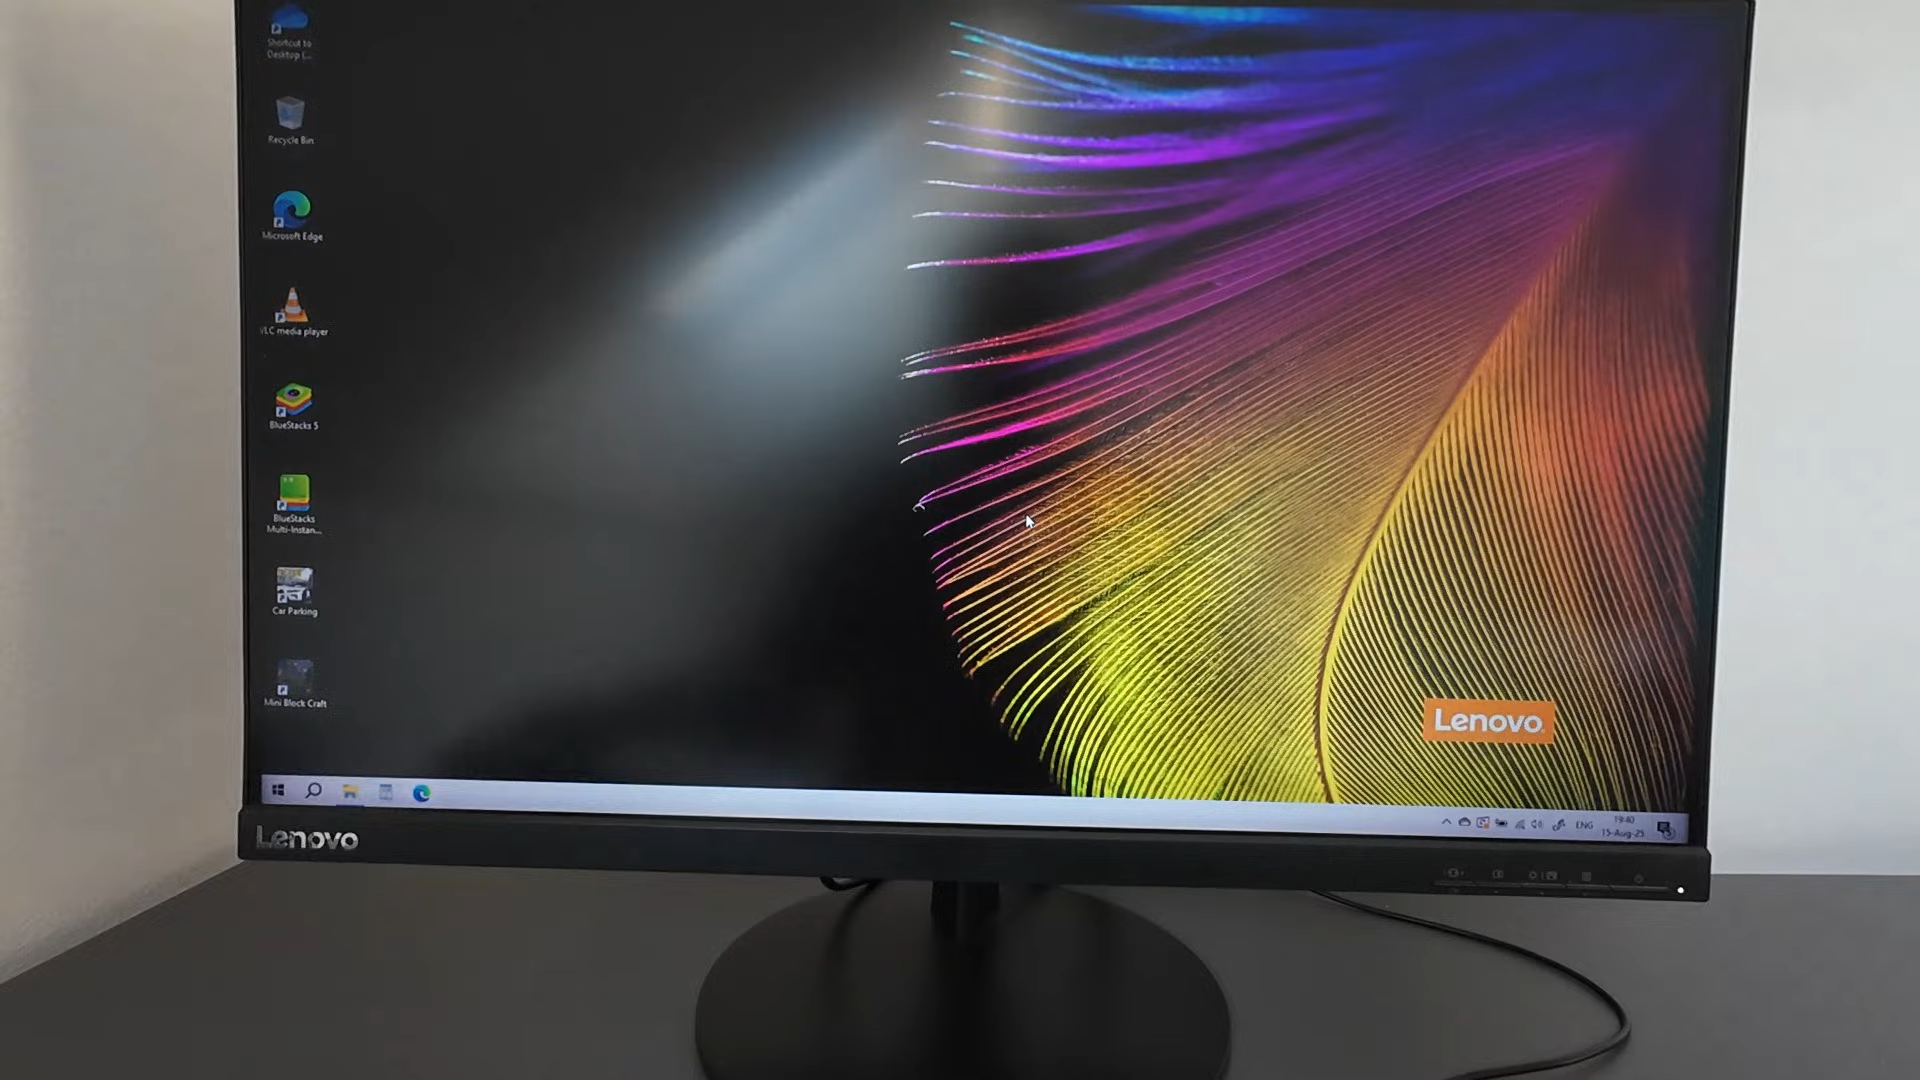 Shortcut to
Desktop (...
Recycle Bin
Microsoft Edge
VLC media player
BlueStacks 5
BlueStacks
Multi-Instan...
Car Parking
Mini Block Craft
Lenovo
ENG
19:40
15-Aug-25
Lenovo